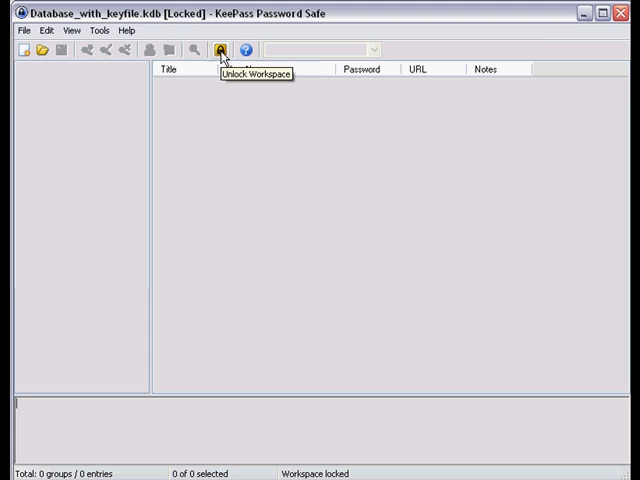 Database_with_keyfile.kdb [Locked] - KeePass Password Safe
File Edit View Tools Help
Unlock Workspace
Title Password URL Notes
Total: 0 groups / 0 entries 0 of 0 selected Workspace locked